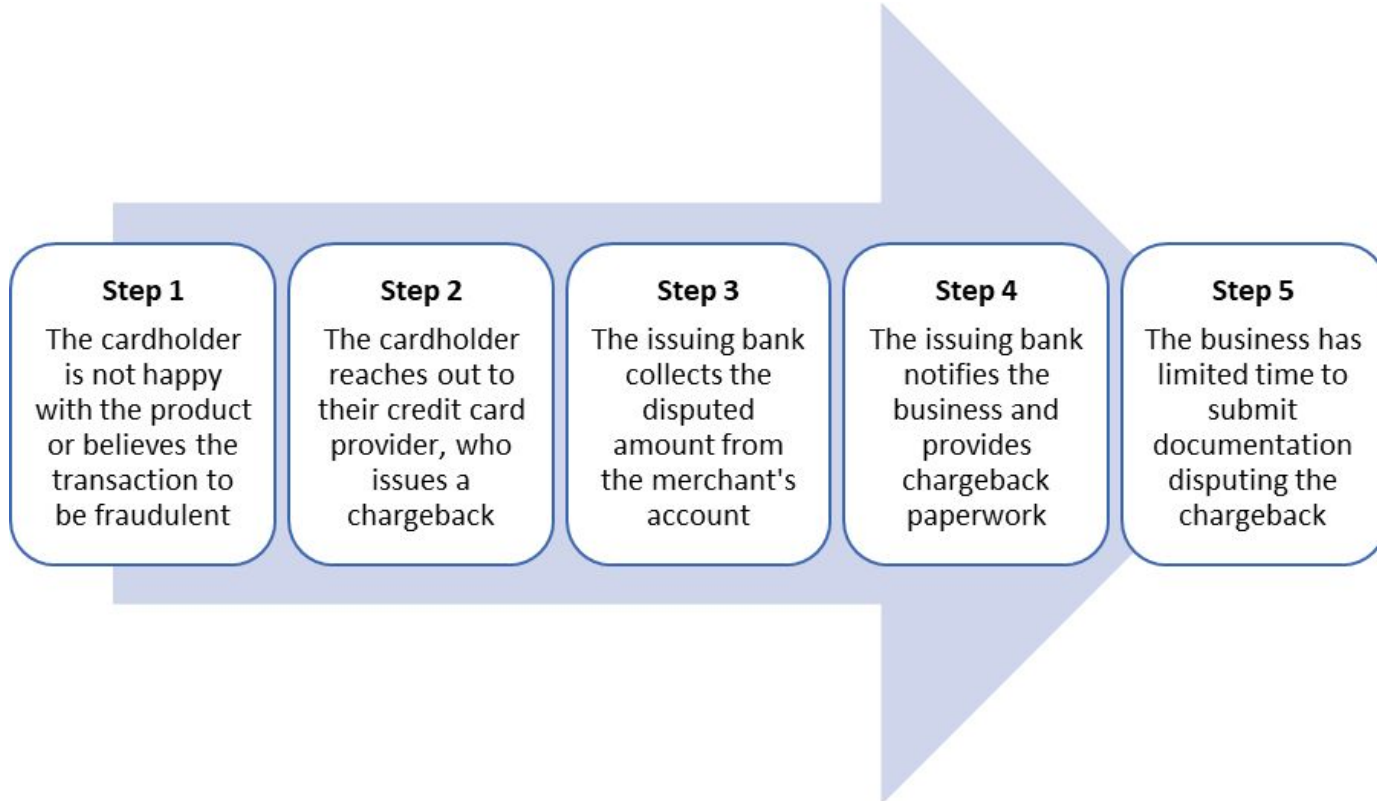 Step 1
The cardholder
is not happy
with the product
or believes the
transaction to
be fraudulent
Step 2
The cardholder
reaches out to
their credit card
provider, who
issues a
chargeback
Step 3
The issuing bank
collects the
disputed
amount from
the merchant's
account
Step 4
The issuing bank
notifies the
business and
provides
chargeback
paperwork
Step 5
The business has
limited time to
submit
documentation
disputing the
chargeback